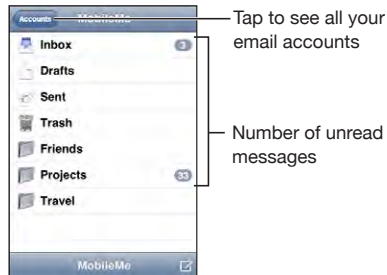 Accounts MobileMe
Tap to see all your
email accounts
Inbox 3
Drafts
Sent
Trash
Friends
Projects 33
Travel
Number of unread
messages
MobileMe